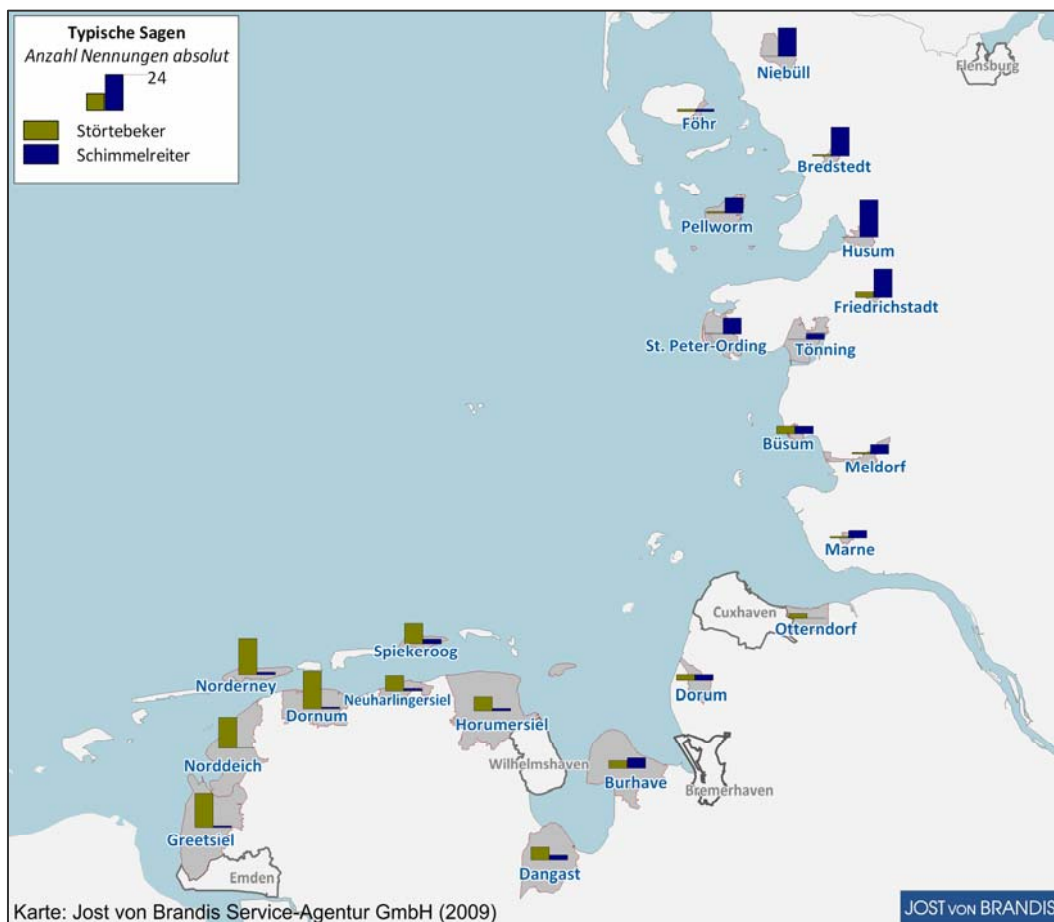 Typische Sagen
Anzahl Nennungen absolut
24
Störtebeker
Schimmelreiter
Niebüll
Flensburg
Föhr
Bredstedt
Pellworm
Husum
Friedrichstadt
St. Peter-Ording
Tönning
Büsum
Meldorf
Marne
Cuxhaven
Otterndorf
Spiekeroog
Norderney
Dornum
Neuharlingersiel
Dorum
Horumersiel
Norddeich
Wilhelmshaven
Burhave
Bremerhaven
Greetsiel
Emden
Dangast
Karte: Jost von Brandis Service-Agentur GmbH (2009)
JOST VON BRANDIS